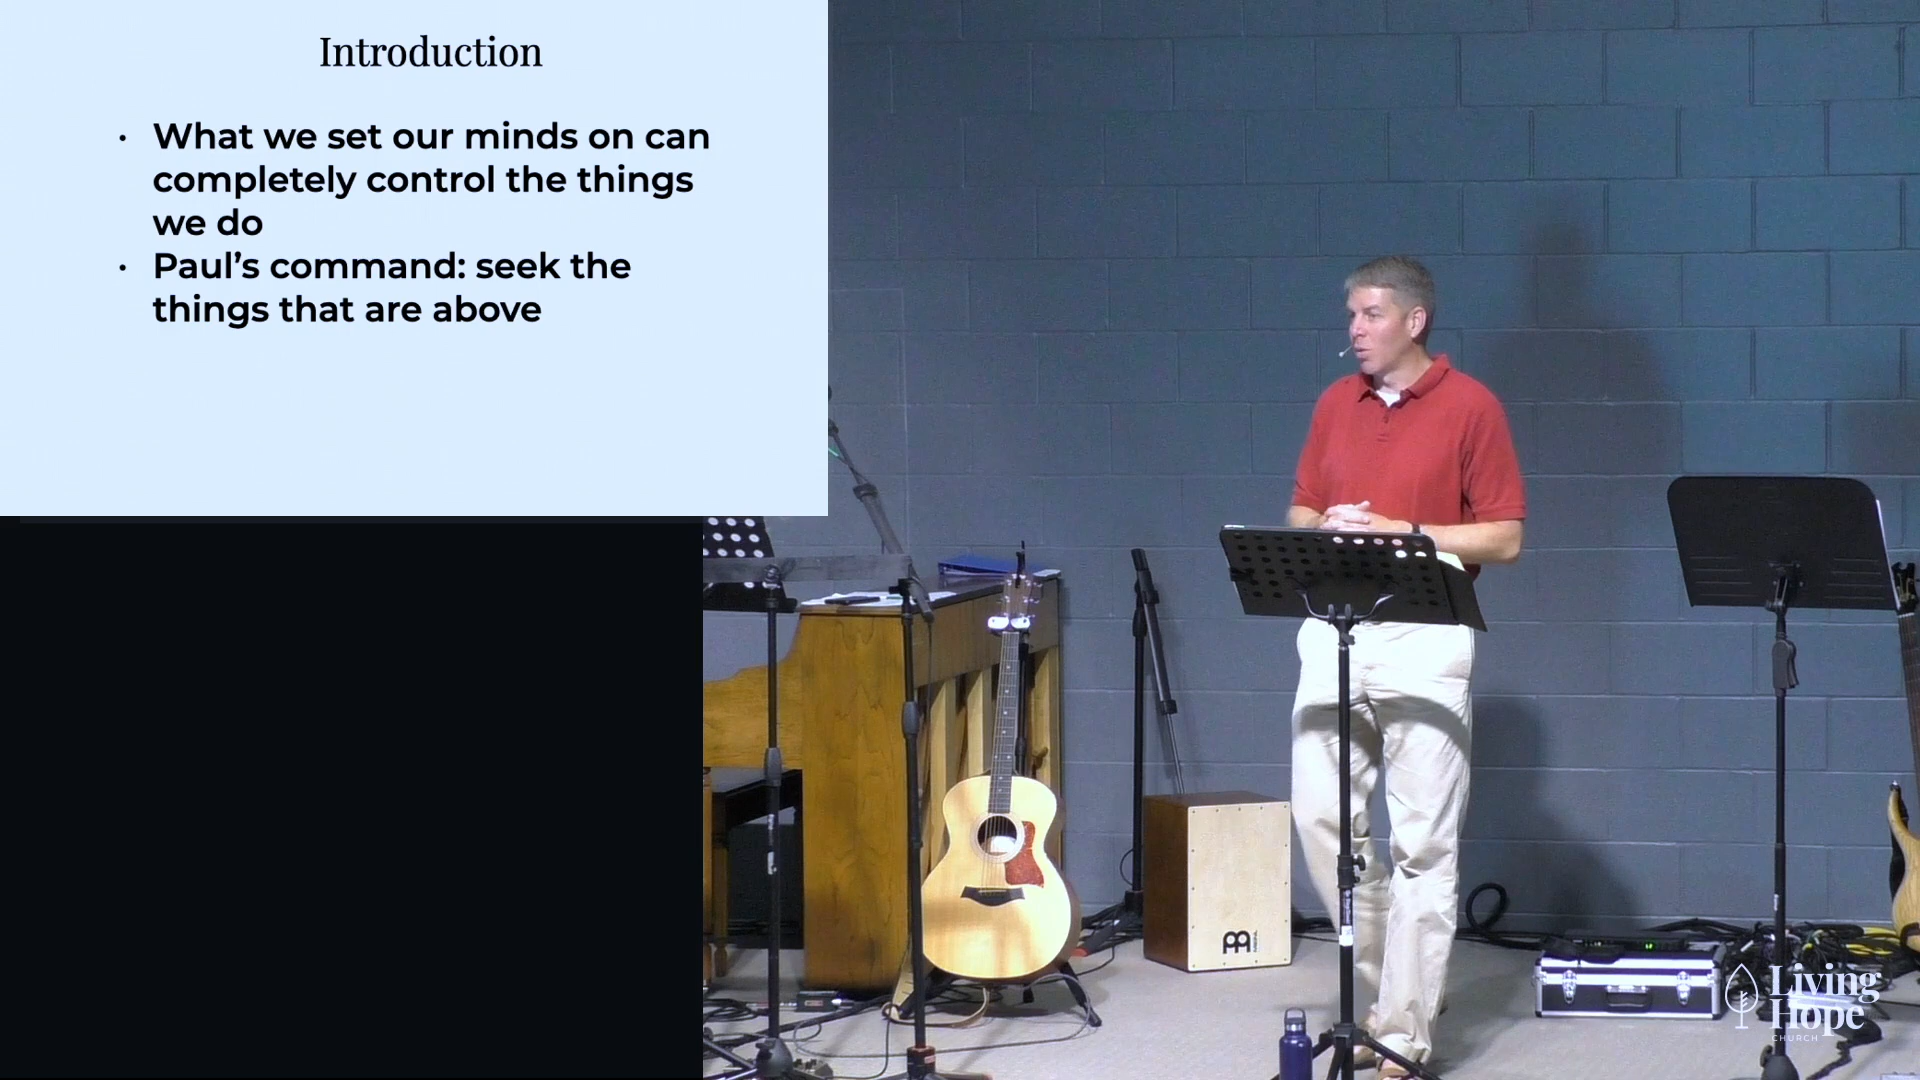 Introduction
• What we set our minds on can
completely control the things
we do
• Paul’s command: seek the
things that are above
Living
Hope
CHURCH